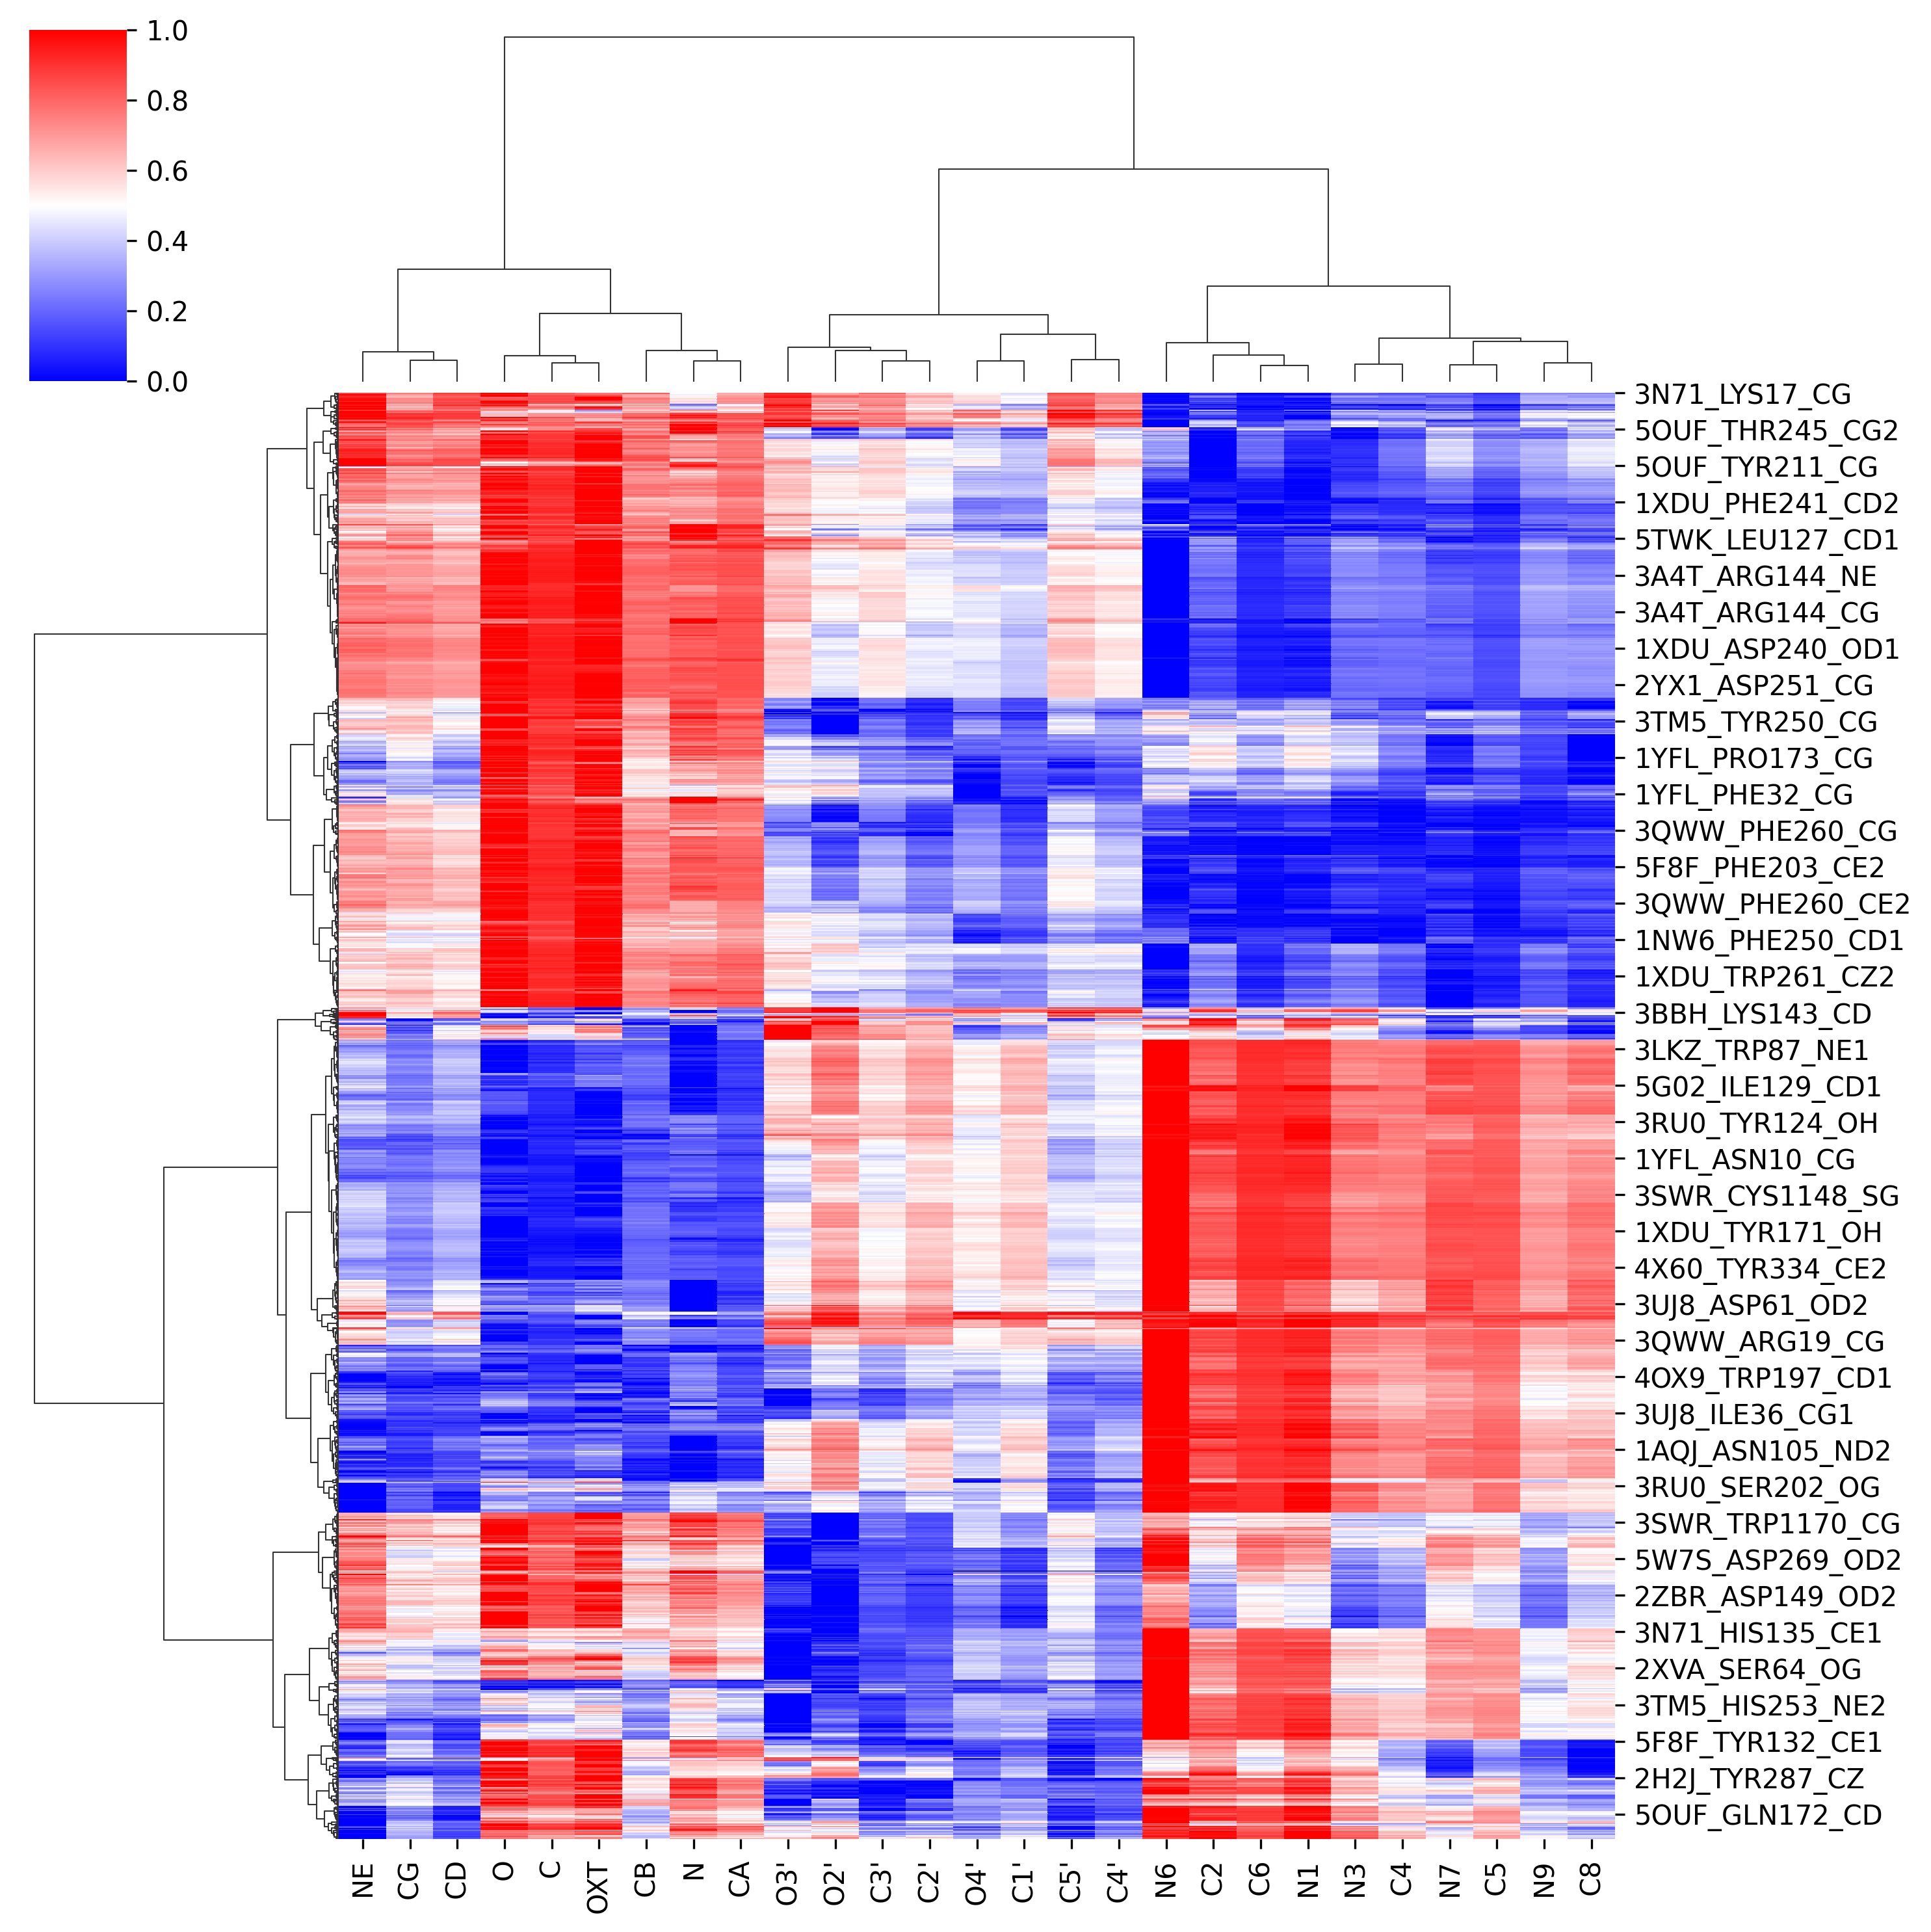 1.0
0.8
0.6
0.4
0.2
0.0
3N71_LYS17_CG
5OUF_THR245_CG2
5OUF_TYR211_CG
1XDU_PHE241_CD2
5TWK_LEU127_CD1
3A4T_ARG144_NE
3A4T_ARG144_CG
1XDU_ASP240_OD1
2YX1_ASP251_CG
3TM5_TYR250_CG
1YFL_PRO173_CG
1YFL_PHE32_CG
3QWW_PHE260_CG
5F8F_PHE203_CE2
3QWW_PHE260_CE2
1NW6_PHE250_CD1
1XDU_TRP261_CZ2
3BBH_LYS143_CD
3LKZ_TRP87_NE1
5G02_ILE129_CD1
3RU0_TYR124_OH
1YFL_ASN10_CG
3SWR_CYS1148_SG
1XDU_TYR171_OH
4X60_TYR334_CE2
3UJ8_ASP61_OD2
3QWW_ARG19_CG
4OX9_TRP197_CD1
3UJ8_ILE36_CG1
1AQJ_ASN105_ND2
3RU0_SER202_OG
3SWR_TRP1170_CG
5W7S_ASP269_OD2
2ZBR_ASP149_OD2
3N71_HIS135_CE1
2XVA_SER64_OG
3TM5_HIS253_NE2
5F8F_TYR132_CE1
2H2J_TYR287_CZ
5OUF_GLN172_CD
NE CG CD O C OXT CB N CA O3' O2' C3' C2' O4' C1' C5' C4' N6 C2 C6 N1 N3 C4 N7 C5 N9 C8